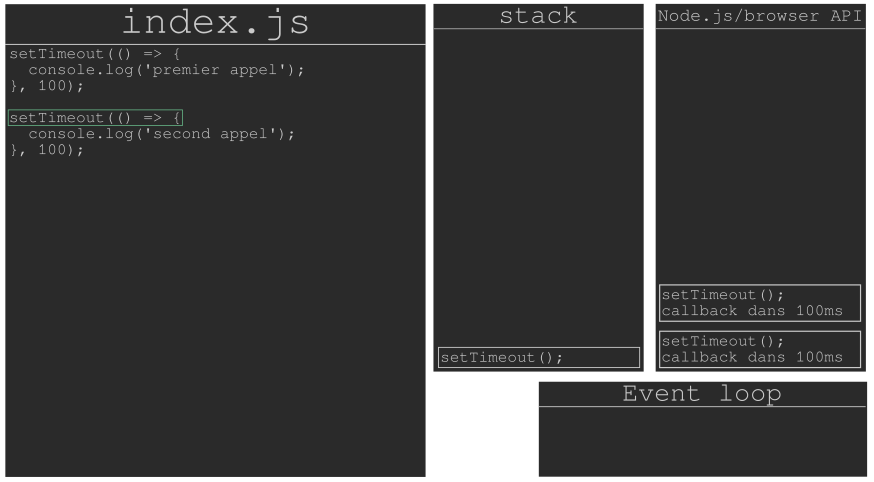 index.js
setTimeout(() => {
  console.log('premier appel');
}, 100);
setTimeout(() => {
  console.log('second appel');
}, 100);
stack
setTimeout();
Node.js/browser API
setTimeout();
callback dans 100ms
setTimeout();
callback dans 100ms
Event loop